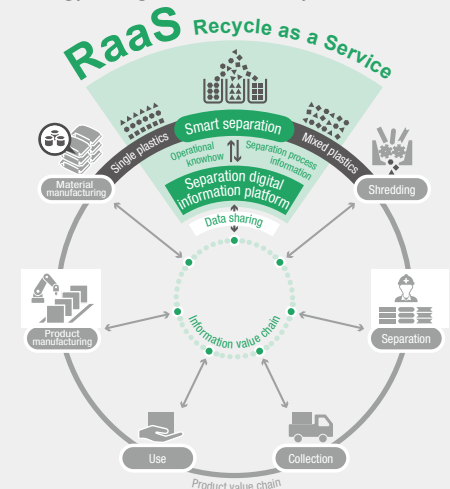 RaaS Recycle as a Service
Smart separation
Single plastics
Mixed plastics
Operational
knowhow
Separation process
information
Separation digital
information platform
Data sharing
Material
manufacturing
Shredding
Product
manufacturing
Separation
Information value chain
Use
Collection
Product value chain